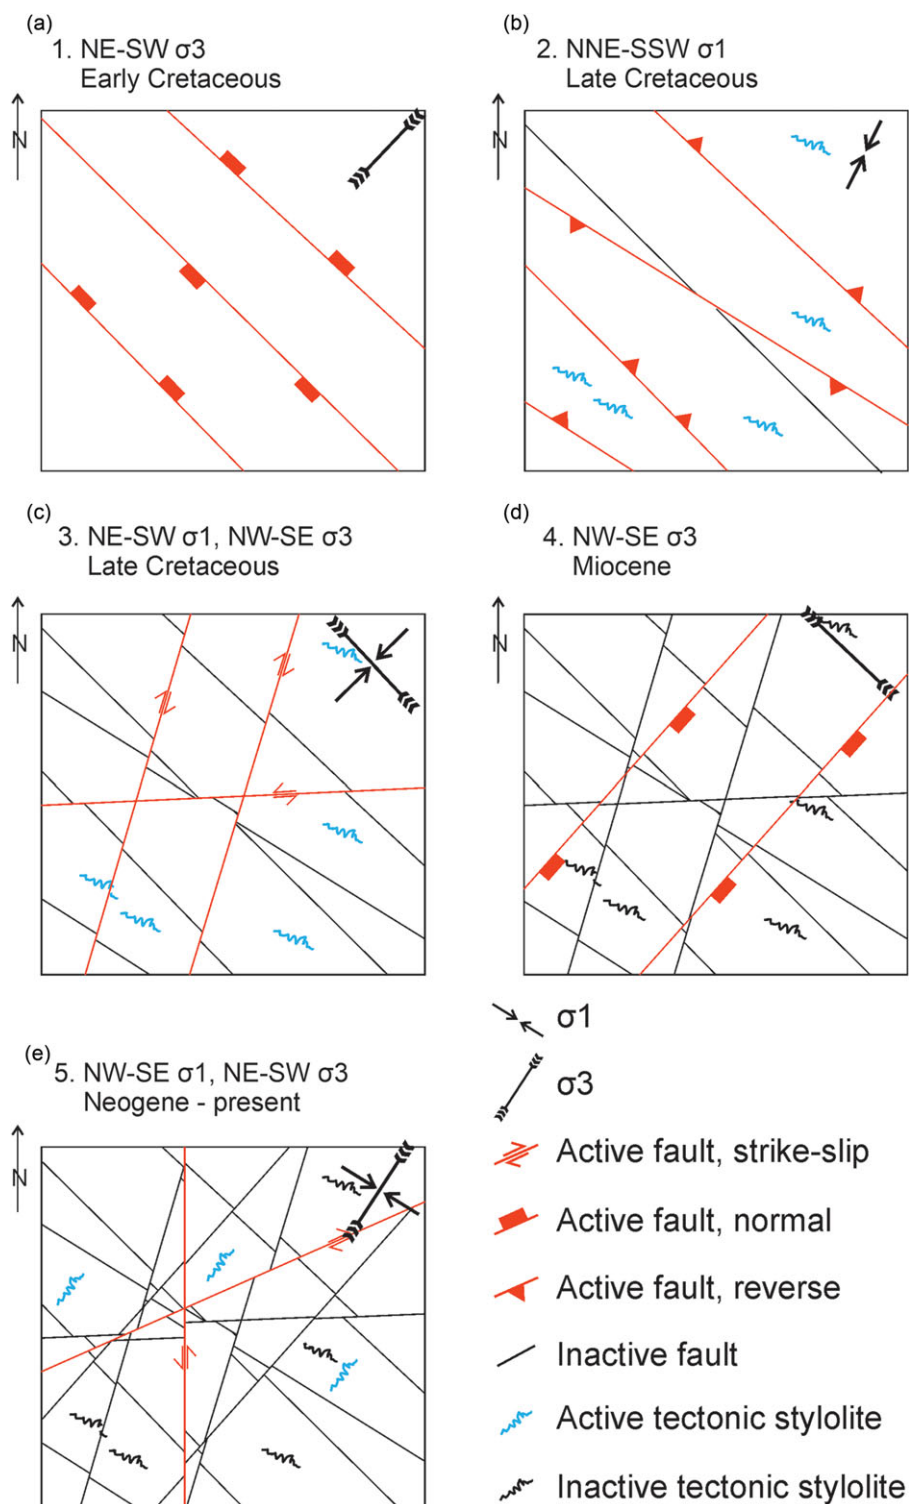 (a)
1. NE-SW σ3
Early Cretaceous
N
(b)
2. NNE-SSW σ1
Late Cretaceous
N
(c)
3. NE-SW σ1, NW-SE σ3
Late Cretaceous
N
(d)
4. NW-SE σ3
Miocene
N
(e)
5. NW-SE σ1, NE-SW σ3
Neogene - present
N
σ1
σ3
Active fault, strike-slip
Active fault, normal
Active fault, reverse
Inactive fault
Active tectonic stylolite
Inactive tectonic stylolite